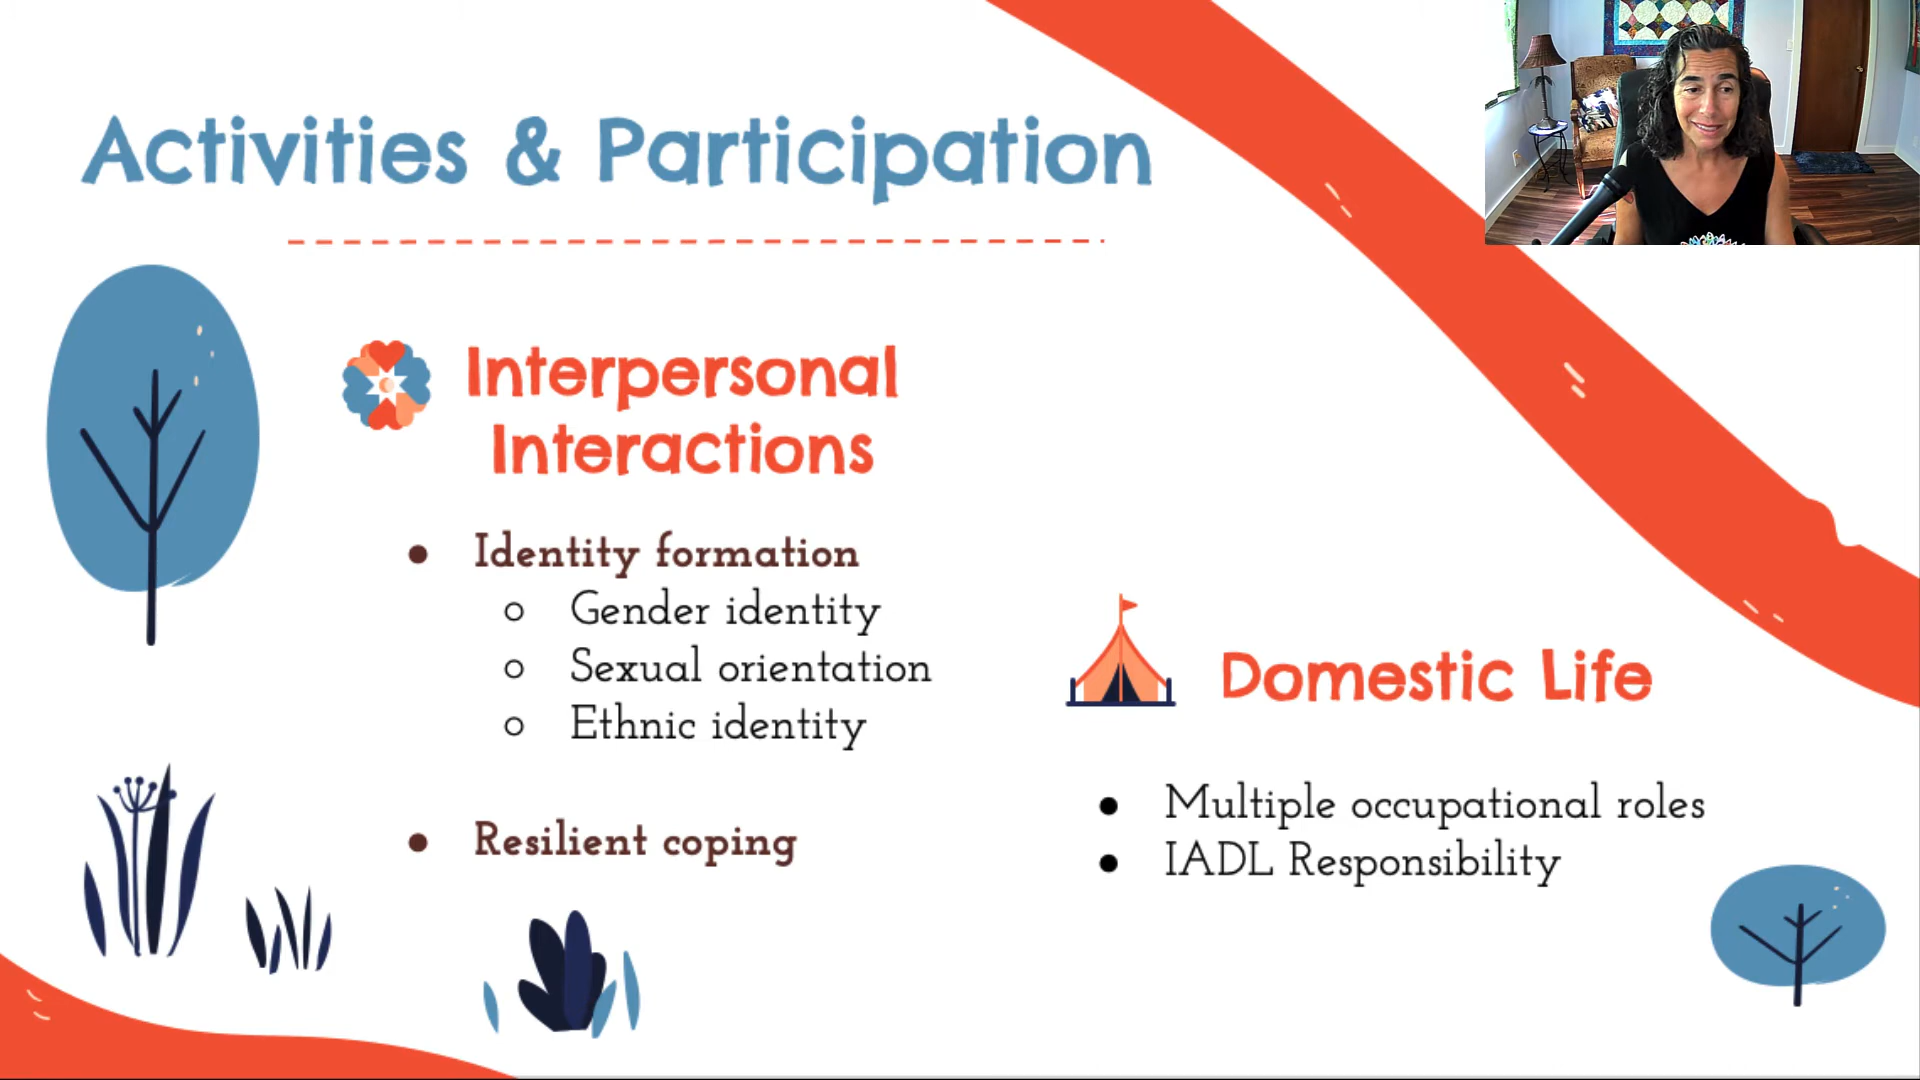 Activities & Participation
Interpersonal
Interactions
Identity formation
Gender identity
Sexual orientation
Ethnic identity
Resilient coping
Domestic Life
Multiple occupational roles
IADL Responsibility